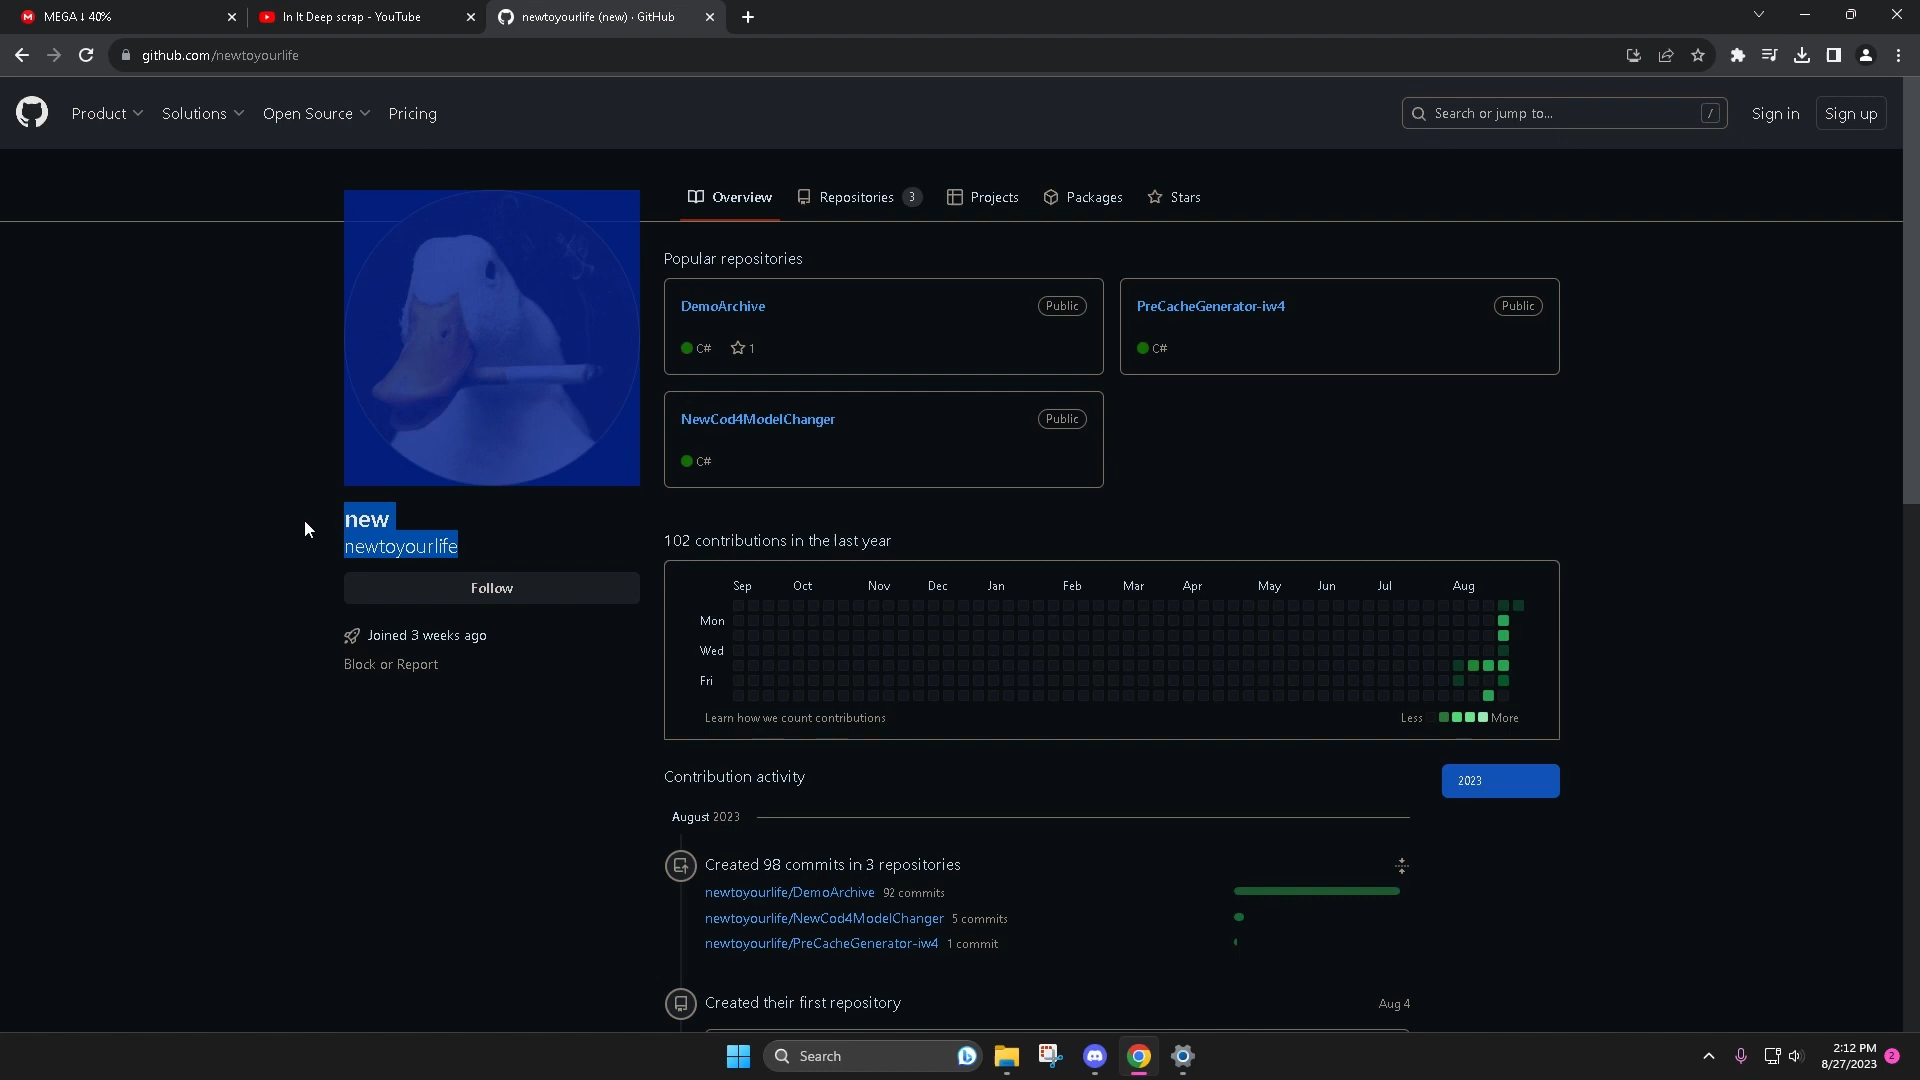 MEGA ⭣ 40%
In It Deep scrap - YouTube
newtoyourlife (new) · GitHub
github.com/newtoyourlife
Product
Solutions
Open Source
Pricing
Search or jump to...
/
Sign in
Sign up
Overview
Repositories 3
Projects
Packages
Stars
Popular repositories
DemoArchive
Public
C#
1
PreCacheGenerator-iw4
Public
C#
NewCod4ModelChanger
Public
C#
new
newtoyourlife
Follow
Joined 3 weeks ago
Block or Report
102 contributions in the last year
Sep Oct Nov Dec Jan Feb Mar Apr May Jun Jul Aug
Mon
Wed
Fri
Learn how we count contributions
Less
More
Contribution activity
2023
August 2023
Created 98 commits in 3 repositories
newtoyourlife/DemoArchive 92 commits
newtoyourlife/NewCod4ModelChanger 5 commits
newtoyourlife/PreCacheGenerator-iw4 1 commit
Created their first repository
Aug 4
Search
2:12 PM
8/27/2023
2